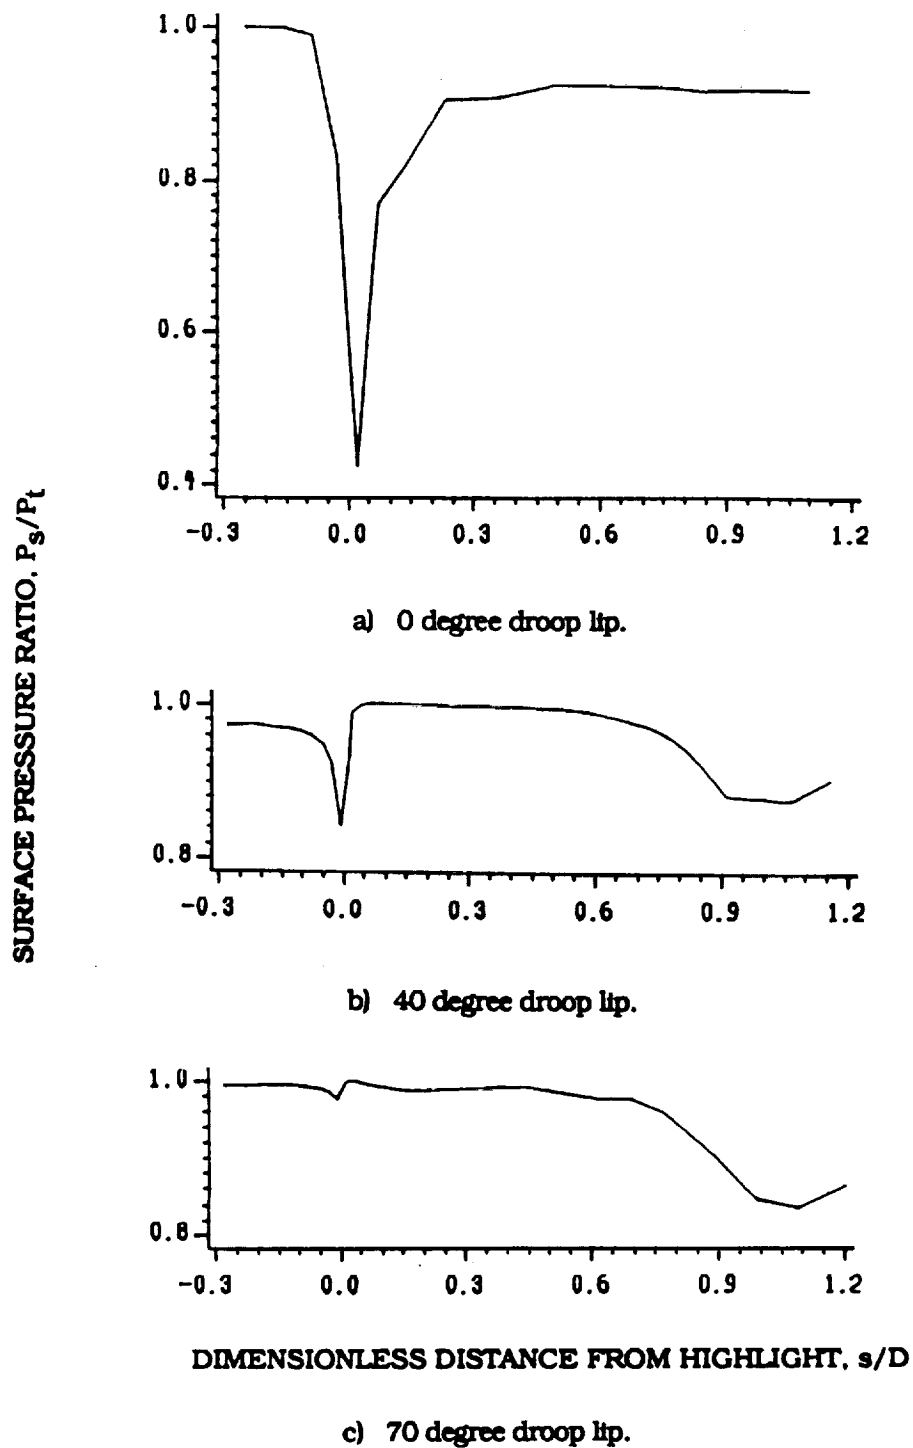 SURFACE PRESSURE RATIO, Ps/Pt
1.0
0.8
0.6
0.4
-0.3 0.0 0.3 0.6 0.9 1.2
a) 0 degree droop lip.
1.0
0.8
-0.3 0.0 0.3 0.6 0.9 1.2
b) 40 degree droop lip.
1.0
0.8
-0.3 0.0 0.3 0.6 0.9 1.2
DIMENSIONLESS DISTANCE FROM HIGHLIGHT, s/D
c) 70 degree droop lip.